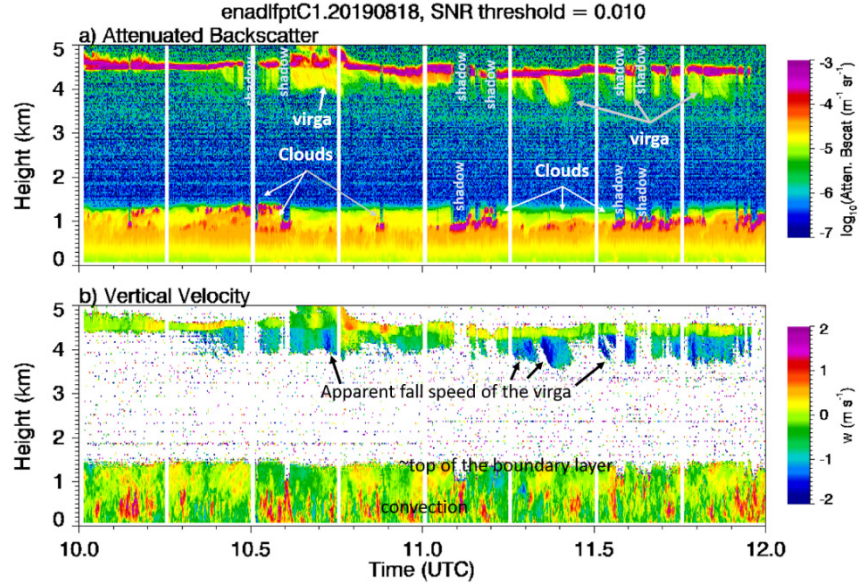 enadlfptC1.20190818, SNR threshold = 0.010
a) Attenuated Backscatter
Height (km)
5
4
3
2
1
0
shadow
shadow
shadow
shadow
shadow
shadow
virga
virga
Clouds
Clouds
shadow
shadow
shadow
-3
-4
-5
-6
-7
log10(Atten. Becat (m⁻¹ sr⁻¹)
b) Vertical Velocity
Height (km)
5
4
3
2
1
0
Apparent fall speed of the virga
~top of the boundary layer
convection
2
1
0
-1
-2
w (m s⁻¹)
10.0 10.5 11.0 11.5 12.0
Time (UTC)